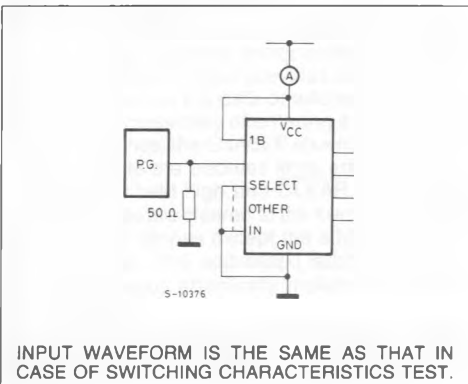 A
VCC
1B
P.G.
SELECT
50 Ω
OTHER
IN
GND
S-10376
INPUT WAVEFORM IS THE SAME AS THAT IN
CASE OF SWITCHING CHARACTERISTICS TEST.